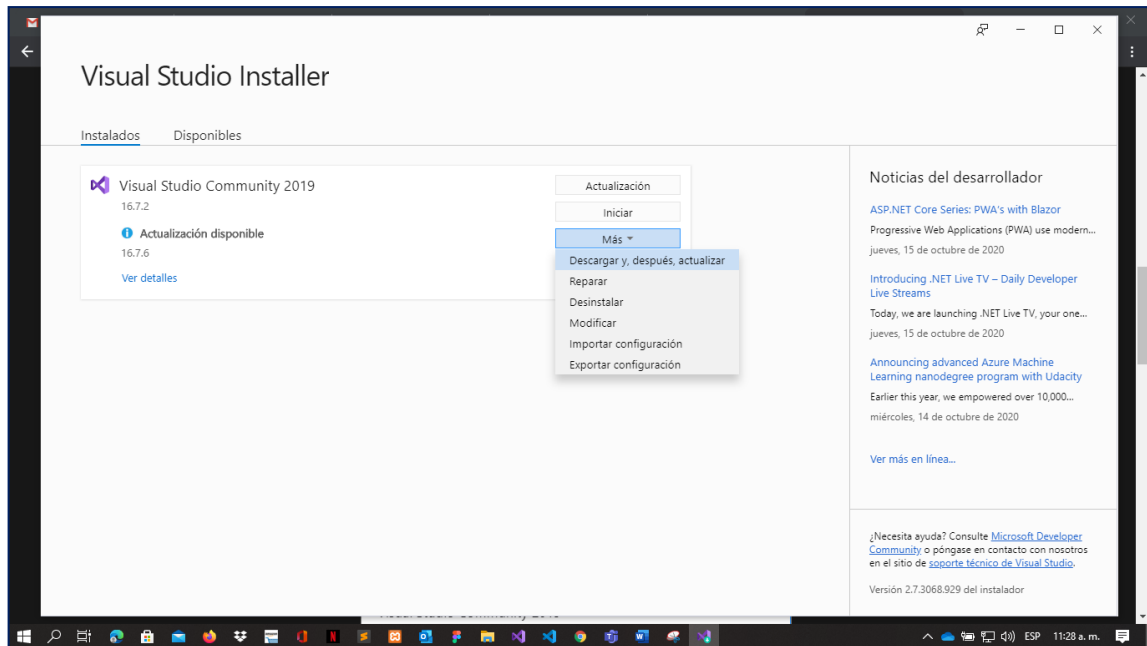 Visual Studio Installer
Instalados
Disponibles
Visual Studio Community 2019
16.7.2
Actualización disponible
16.7.6
Ver detalles
Actualización
Iniciar
Más
Descargar y, después, actualizar
Reparar
Desinstalar
Modificar
Importar configuración
Exportar configuración
Noticias del desarrollador
ASP.NET Core Series: PWA's with Blazor
Progressive Web Applications (PWA) use modern...
jueves, 15 de octubre de 2020
Introducing .NET Live TV – Daily Developer
Live Streams
Today, we are launching .NET Live TV, your one...
jueves, 15 de octubre de 2020
Announcing advanced Azure Machine
Learning nanodegree program with Udacity
Earlier this year, we empowered over 10,000...
miércoles, 14 de octubre de 2020
Ver más en línea...
¿Necesita ayuda? Consulte Microsoft Developer
Community o póngase en contacto con nosotros
en el sitio de soporte técnico de Visual Studio.
Versión 2.7.3068.929 del instalador
ESP
11:28 a. m.